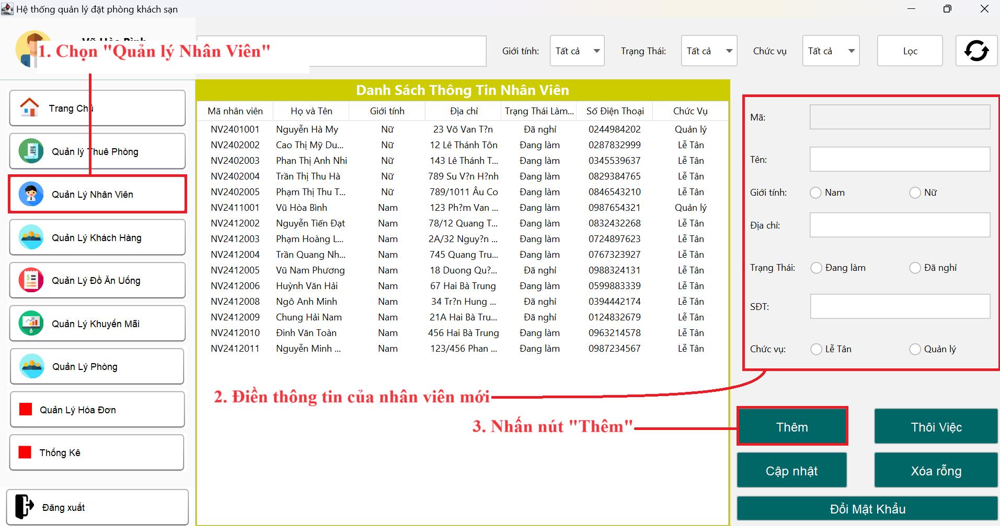 Hệ thống quản lý đặt phòng khách sạn
Vũ Hòa Bình
1. Chọn "Quản lý Nhân Viên"
Giới tính: Tất cả Trạng Thái: Tất cả Chức vụ Tất cả Lọc
Trang Chủ
Quản lý Thuê Phòng
Quản Lý Nhân Viên
Quản Lý Khách Hàng
Quản Lý Đồ Ăn Uống
Quản Lý Khuyến Mãi
Quản Lý Phòng
Quản Lý Hóa Đơn
Thống Kê
Đăng xuất
Danh Sách Thông Tin Nhân Viên
Mã nhân viên Họ và Tên Giới tính Địa chỉ Trạng Thái Làm... Số Điện Thoại Chức Vụ
NV2401001 Nguyễn Hà My Nữ 23 Võ Van T?n Đã nghỉ 0244984202 Quản lý
NV2402002 Cao Thị Mỹ Du... Nữ 12 Lê Thánh Tôn Đang làm 0287832999 Lễ Tân
NV2402003 Phan Thị Anh Nhi Nữ 143 Lê Thánh T... Đang làm 0345539637 Lễ Tân
NV2402004 Trần Thị Thu Hà Nữ 789 Su V?n H?nh Đang làm 0829384765 Lễ Tân
NV2402005 Phạm Thị Thu T... Nữ 789/1011 Âu Co Đang làm 0846543210 Lễ Tân
NV2411001 Vũ Hòa Bình Nam 123 Ph?m Van ... Đang làm 0987654321 Quản lý
NV2412002 Nguyễn Tiến Đạt Nam 78/12 Quang T... Đang làm 0832432268 Lễ Tân
NV2412003 Phạm Hoàng L... Nam 2A/32 Nguy?n ... Đang làm 0724897623 Lễ Tân
NV2412004 Trần Quang Nh... Nam 745 Quang Tru... Đang làm 0767323927 Lễ Tân
NV2412005 Vũ Nam Phương Nam 18 Duong Qu?... Đã nghỉ 0988324131 Lễ Tân
NV2412006 Huỳnh Văn Hải Nam 67 Hai Bà Trung Đang làm 0599883339 Lễ Tân
NV2412008 Ngô Anh Minh Nam 34 Tr?n Hung ... Đã nghỉ 0394442174 Lễ Tân
NV2412009 Chung Hải Nam Nam 21A Hai Bà Tru... Đã nghỉ 0124832679 Lễ Tân
NV2412010 Đinh Văn Toàn Nam 456 Hai Bà Trung Đang làm 0963214578 Lễ Tân
NV2412011 Nguyễn Minh ... Nam 123/456 Phan ... Đang làm 0987234567 Lễ Tân
2. Điền thông tin của nhân viên mới
3. Nhấn nút "Thêm"
Mã:
Tên:
Giới tính: Nam Nữ
Địa chỉ:
Trạng Thái: Đang làm Đã nghỉ
SĐT:
Chức vụ: Lễ Tân Quản lý
Thêm Thôi Việc
Cập nhật Xóa rỗng
Đổi Mật Khẩu